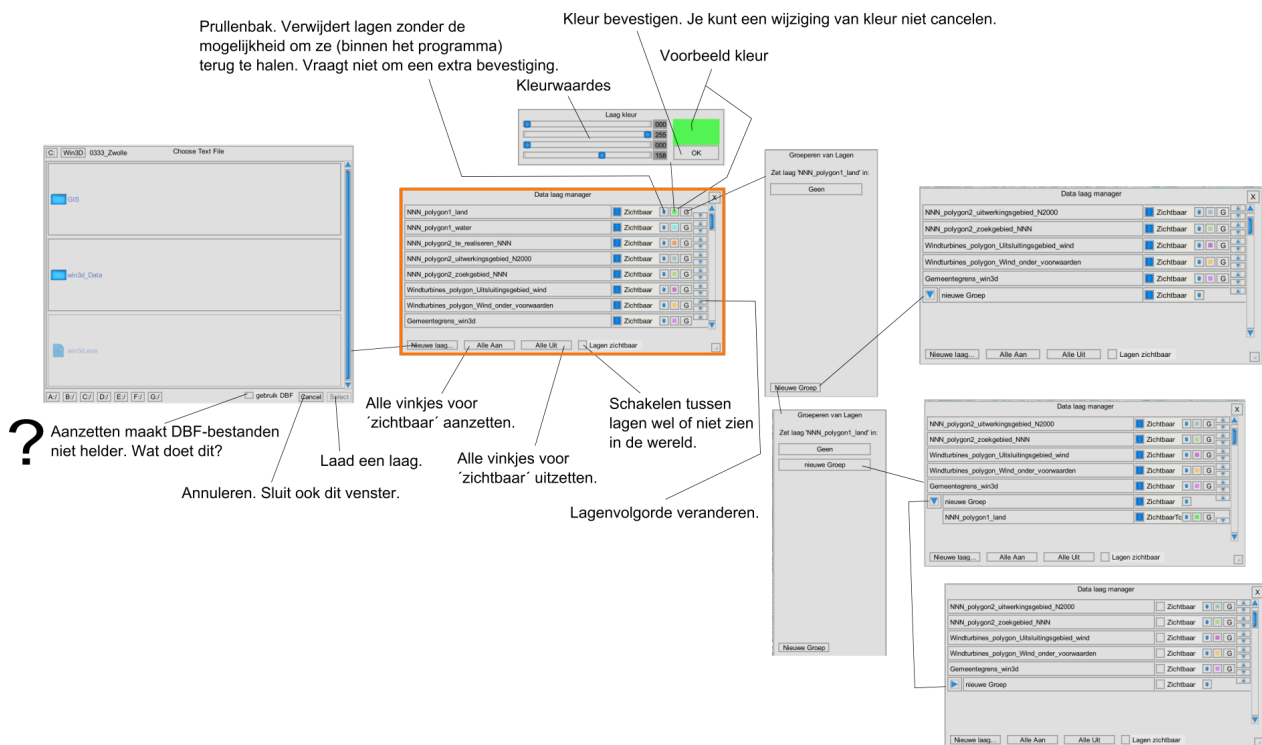 Prullenbak. Verwijdert lagen zonder de
mogelijkheid om ze (binnen het programma)
terug te halen. Vraagt niet om een extra bevestiging.
Kleur bevestigen. Je kunt een wijziging van kleur niet cancelen.
Voorbeeld kleur
Kleurwaardes
Laag kleur
000
255
000
158
OK
C: Win3D 0333_Zwolle Choose Text File
GIS
win3d_Data
win3d.exe
A:/ B:/ C:/ D:/ E:/ F:/ G:/ gebruik DBF Cancel Select
Data laag manager X
NNN_polygon1_land Zichtbaar G
NNN_polygon1_water Zichtbaar G
NNN_polygon2_te_realiseren_NNN Zichtbaar G
NNN_polygon2_uitwerkingsgebied_N2000 Zichtbaar G
NNN_polygon2_zoekgebied_NNN Zichtbaar G
Windturbines_polygon_Uitsluitingsgebied_wind Zichtbaar G
Windturbines_polygon_Wind_onder_voorwaarden Zichtbaar G
Gemeentegrens_win3d Zichtbaar G
Nieuwe laag... Alle Aan Alle Uit Lagen zichtbaar
?
Aanzetten maakt DBF-bestanden
niet helder. Wat doet dit?
Annuleren. Sluit ook dit venster.
Laad een laag.
Alle vinkjes voor
´zichtbaar´ aanzetten.
Alle vinkjes voor
´zichtbaar´ uitzetten.
Schakelen tussen
lagen wel of niet zien
in de wereld.
Lagenvolgorde veranderen.
Groeperen van Lagen
Zet laag 'NNN_polygon1_land' in:
Geen
Nieuwe Groep
Groeperen van Lagen
Zet laag 'NNN_polygon1_land' in:
Geen
nieuwe Groep
Nieuwe Groep
Data laag manager X
NNN_polygon2_uitwerkingsgebied_N2000 Zichtbaar G
NNN_polygon2_zoekgebied_NNN Zichtbaar G
Windturbines_polygon_Uitsluitingsgebied_wind Zichtbaar G
Windturbines_polygon_Wind_onder_voorwaarden Zichtbaar G
Gemeentegrens_win3d Zichtbaar G
nieuwe Groep Zichtbaar
Nieuwe laag... Alle Aan Alle Uit Lagen zichtbaar
Data laag manager X
NNN_polygon2_uitwerkingsgebied_N2000 Zichtbaar G
NNN_polygon2_zoekgebied_NNN Zichtbaar G
Windturbines_polygon_Uitsluitingsgebied_wind Zichtbaar G
Windturbines_polygon_Wind_onder_voorwaarden Zichtbaar G
Gemeentegrens_win3d Zichtbaar G
nieuwe Groep Zichtbaar
NNN_polygon1_land ZichtbaarTo G
Nieuwe laag... Alle Aan Alle Uit Lagen zichtbaar
Data laag manager X
NNN_polygon2_uitwerkingsgebied_N2000 Zichtbaar G
NNN_polygon2_zoekgebied_NNN Zichtbaar G
Windturbines_polygon_Uitsluitingsgebied_wind Zichtbaar G
Windturbines_polygon_Wind_onder_voorwaarden Zichtbaar G
Gemeentegrens_win3d Zichtbaar G
nieuwe Groep Zichtbaar
Nieuwe laag... Alle Aan Alle Uit Lagen zichtbaar